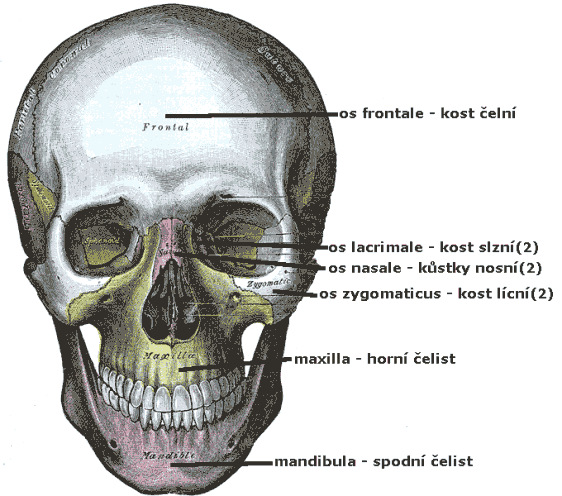 os frontale - kost čelní
Frontal
os lacrimale - kost slzní(2)
Sphenoid
os nasale - kůstky nosní(2)
Zygomatic
os zygomaticus - kost lícní(2)
Maxilla
maxilla - horní čelist
Mandible
mandibula - spodní čelist